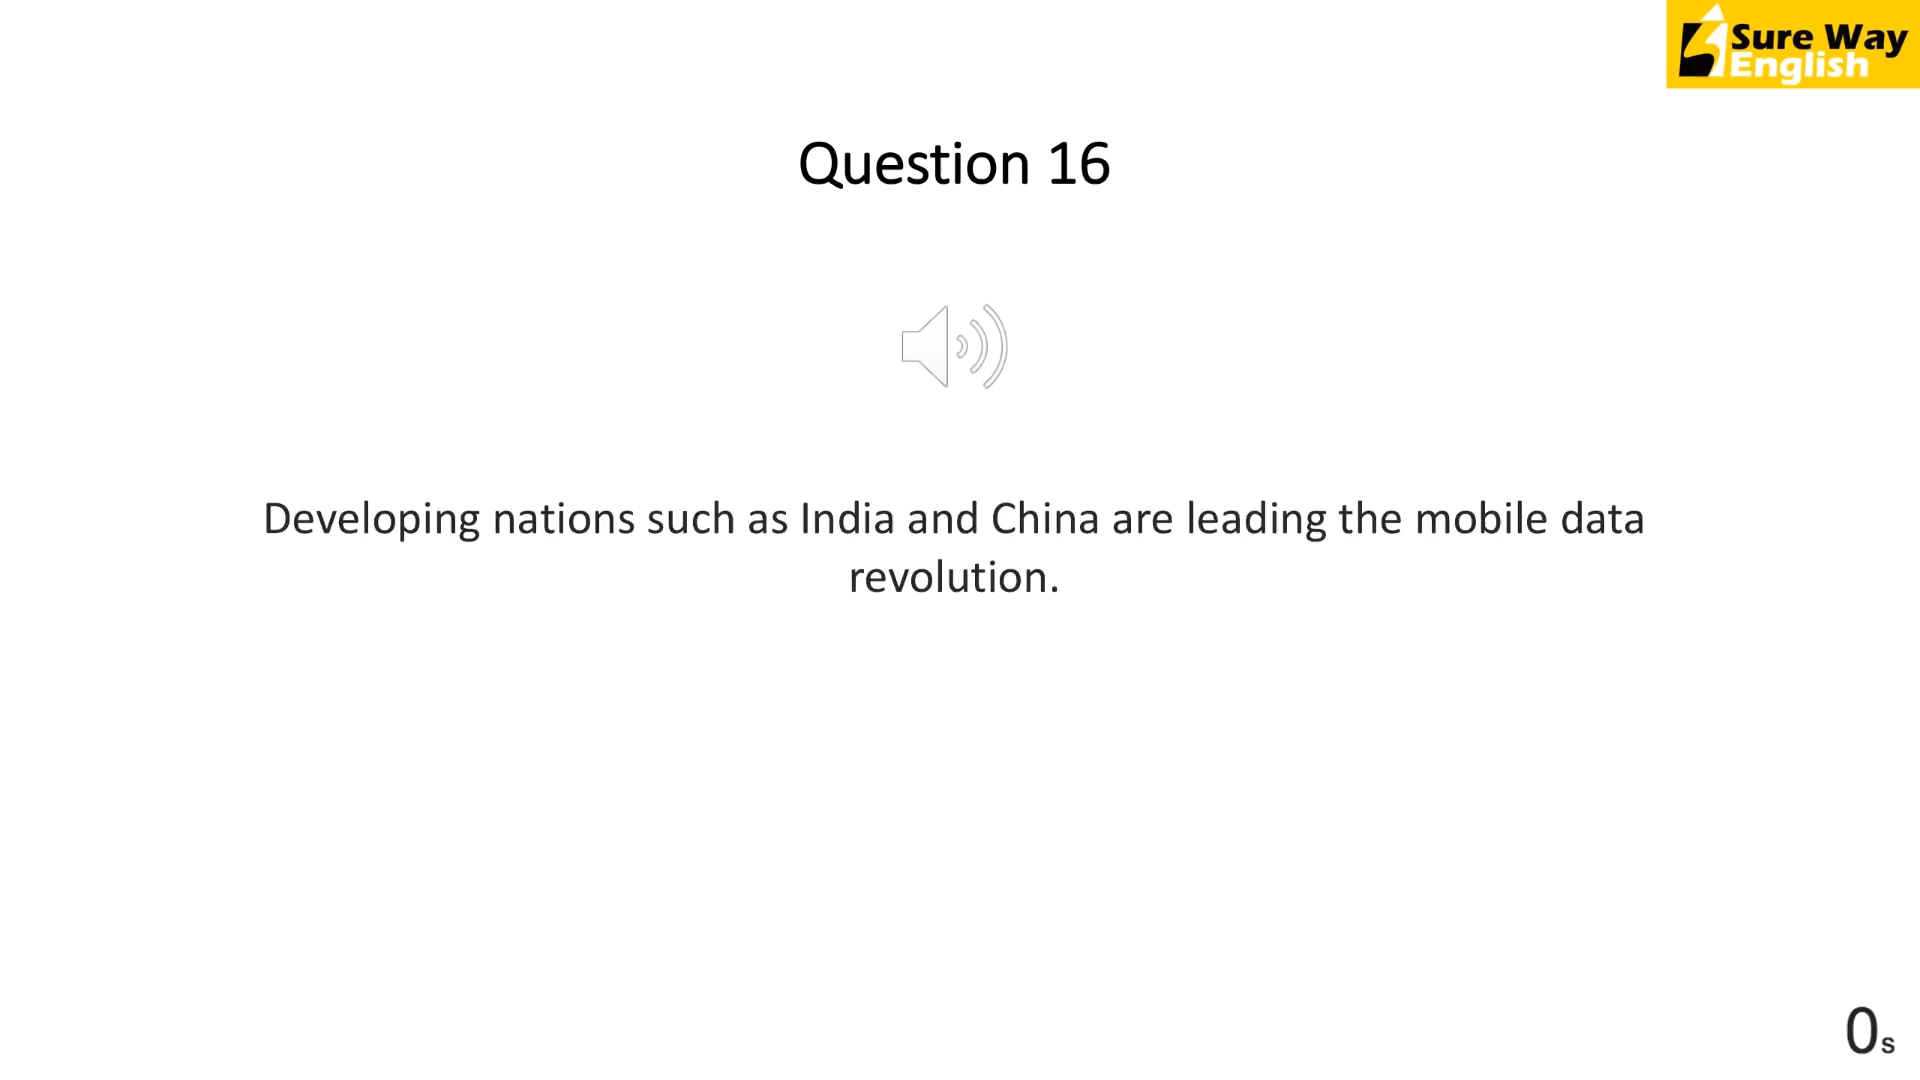 Sure Way
English
Question 16
Developing nations such as India and China are leading the mobile data
revolution.
0s